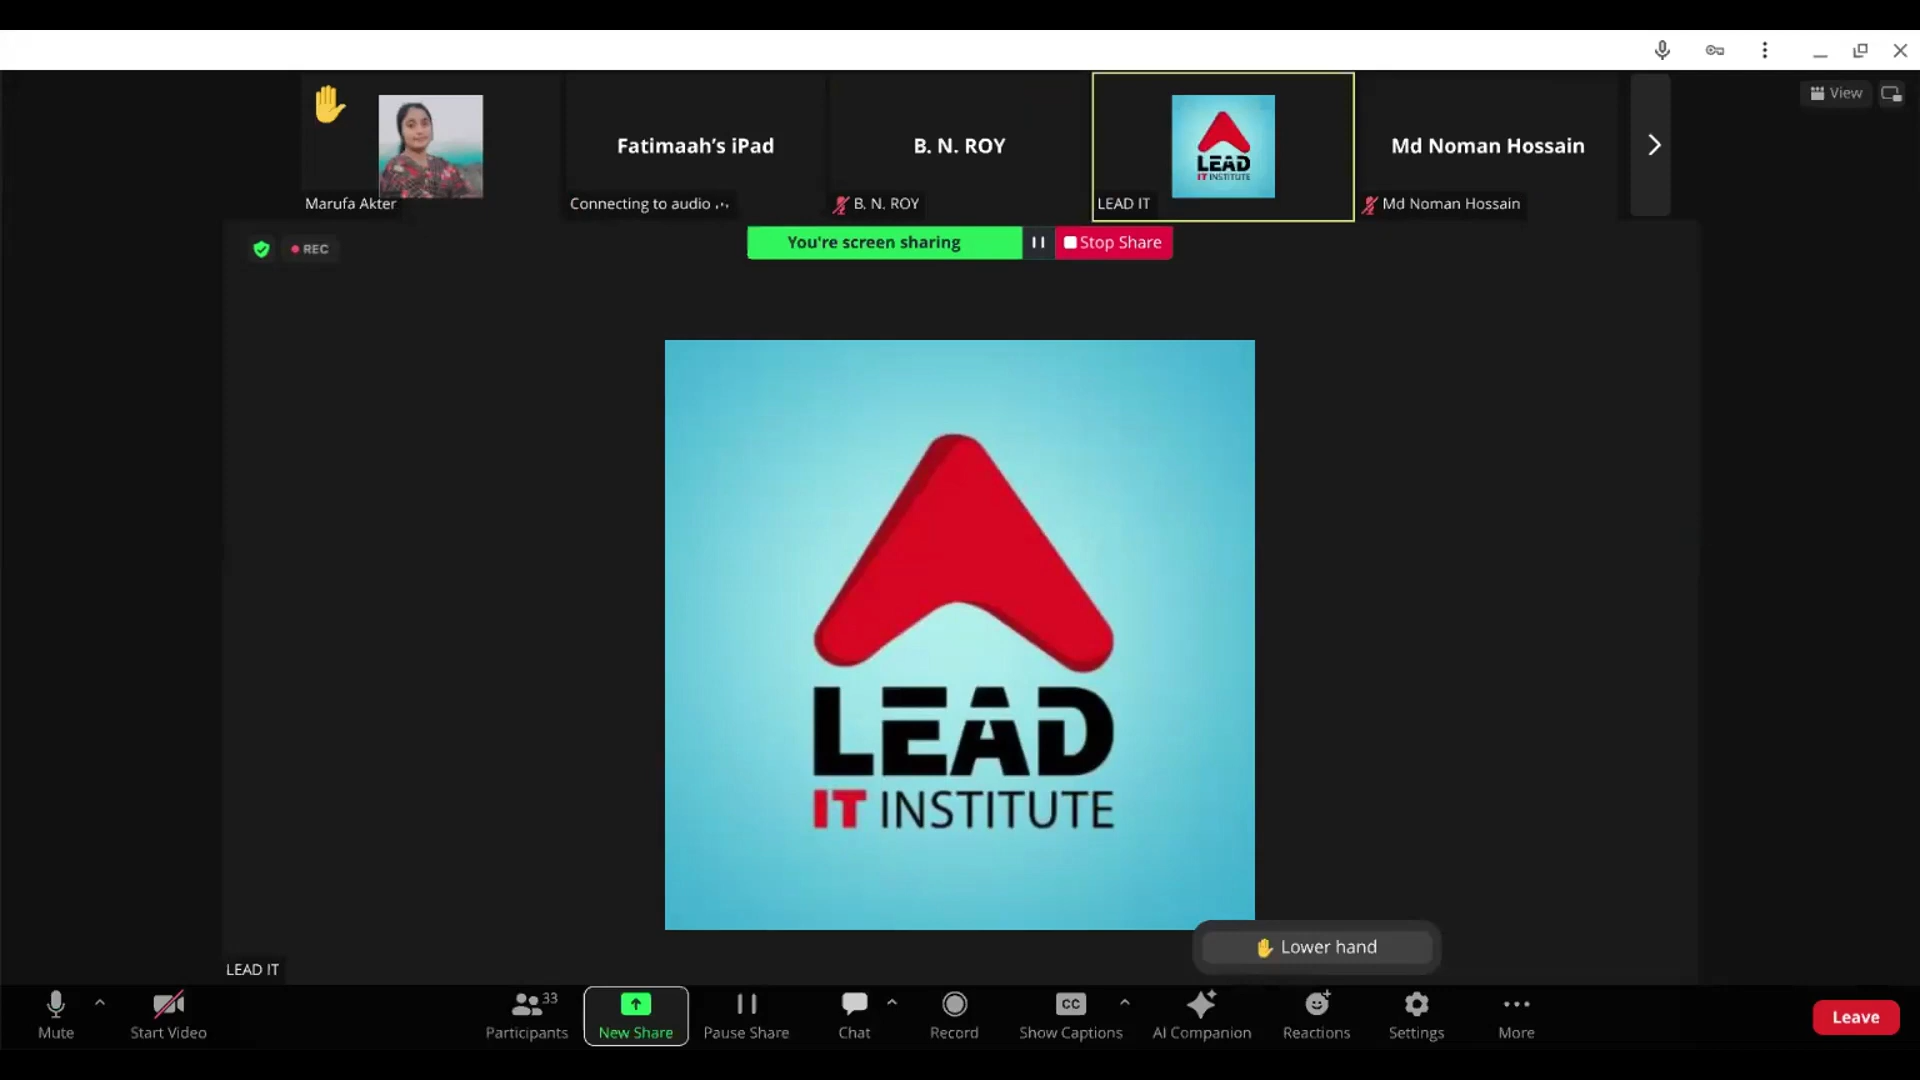 View
Fatimaah’s iPad
B. N. ROY
LEAD
IT INSTITUTE
Md Noman Hossain
Marufa Akter
Connecting to audio ...
B. N. ROY
LEAD IT
Md Noman Hossain
REC
You're screen sharing
Stop Share
LEAD
IT INSTITUTE
Lower hand
LEAD IT
33
CC
Mute
Start Video
Participants
New Share
Pause Share
Chat
Record
Show Captions
AI Companion
Reactions
Settings
More
Leave